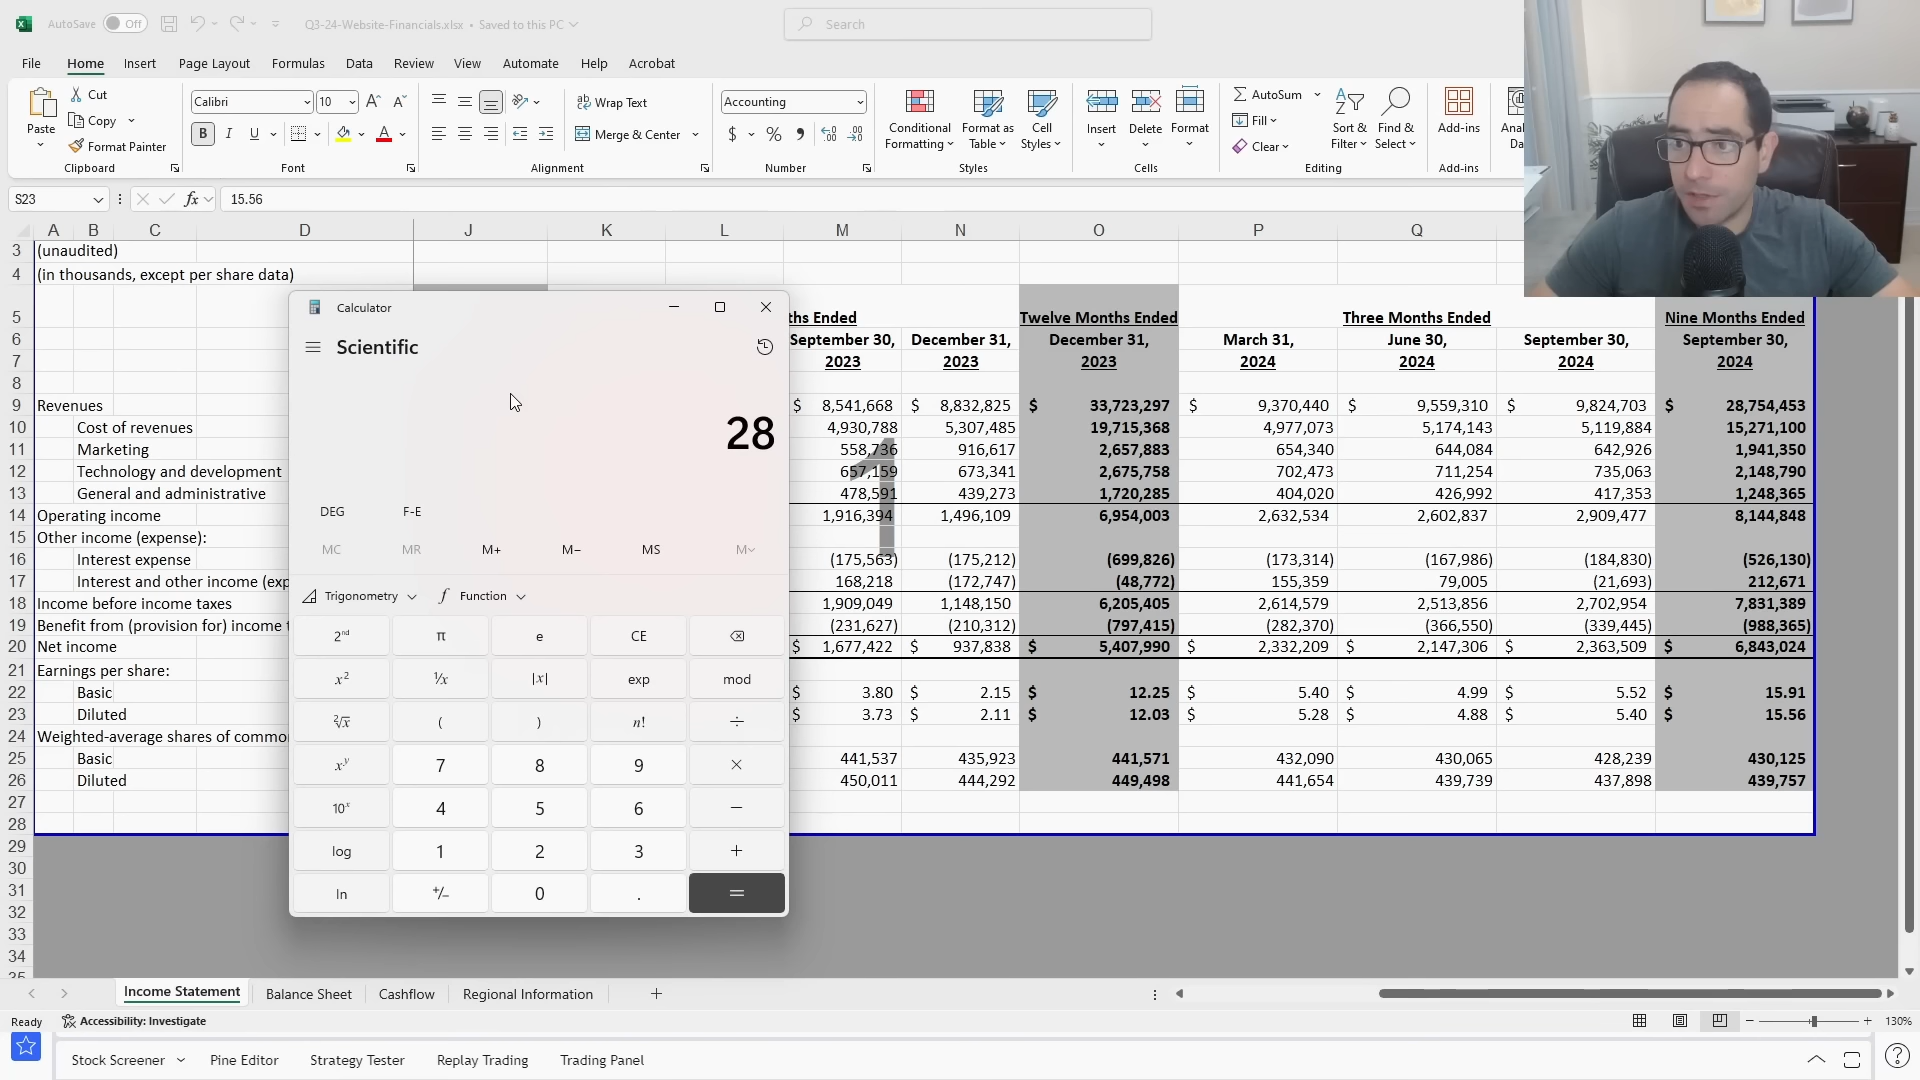 AutoSave Off Q3-24-Website-Financials.xlsx • Saved to this PC Search
File Home Insert Page Layout Formulas Data Review View Automate Help Acrobat
Paste Cut Copy Format Painter Clipboard
Calibri 10 B I U A Font
Wrap Text Merge & Center Alignment
Accounting $ % Number
Conditional Formatting Format as Table Cell Styles Styles
Insert Delete Format Cells
AutoSum Fill Clear Sort & Filter Find & Select Editing
Add-ins Add-ins
S23 fx 15.56
A B C D J K L M N O P Q
3 (unaudited)
4 (in thousands, except per share data)
5 ths Ended Twelve Months Ended Three Months Ended Nine Months Ended
6 September 30, December 31, December 31, March 31, June 30, September 30, September 30,
7 2023 2023 2023 2024 2024 2024 2024
8
9 Revenues $ 8,541,668 $ 8,832,825 $ 33,723,297 $ 9,370,440 $ 9,559,310 $ 9,824,703 $ 28,754,453
10 Cost of revenues 4,930,788 5,307,485 19,715,368 4,977,073 5,174,143 5,119,884 15,271,100
11 Marketing 558,736 916,617 2,657,883 654,340 644,084 642,926 1,941,350
12 Technology and development 657,159 673,341 2,675,758 702,473 711,254 735,063 2,148,790
13 General and administrative 478,591 439,273 1,720,285 404,020 426,992 417,353 1,248,365
14 Operating income 1,916,394 1,496,109 6,954,003 2,632,534 2,602,837 2,909,477 8,144,848
15 Other income (expense):
16 Interest expense (175,563) (175,212) (699,826) (173,314) (167,986) (184,830) (526,130)
17 Interest and other income (exp 168,218 (172,747) (48,772) 155,359 79,005 (21,693) 212,671
18 Income before income taxes 1,909,049 1,148,150 6,205,405 2,614,579 2,513,856 2,702,954 7,831,389
19 Benefit from (provision for) income t (231,627) (210,312) (797,415) (282,370) (366,550) (339,445) (988,365)
20 Net income $ 1,677,422 $ 937,838 $ 5,407,990 $ 2,332,209 $ 2,147,306 $ 2,363,509 $ 6,843,024
21 Earnings per share:
22 Basic $ 3.80 $ 2.15 $ 12.25 $ 5.40 $ 4.99 $ 5.52 $ 15.91
23 Diluted $ 3.73 $ 2.11 $ 12.03 $ 5.28 $ 4.88 $ 5.40 $ 15.56
24 Weighted-average shares of commo
25 Basic 441,537 435,923 441,571 432,090 430,065 428,239 430,125
26 Diluted 450,011 444,292 449,498 441,654 439,739 437,898 439,757
27
28
29
30
31
32
33
34
1
Calculator
Scientific
28
DEG F-E
MC MR M+ M− MS M
Trigonometry f Function
2nd π e CE
x² ¹/x |x| exp mod
²√x ( ) n! ÷
xʸ 7 8 9 ×
10ˣ 4 5 6 −
log 1 2 3 +
ln +/− 0 . =
Income Statement Balance Sheet Cashflow Regional Information +
Ready Accessibility: Investigate − + 130%
Stock Screener Pine Editor Strategy Tester Replay Trading Trading Panel ?